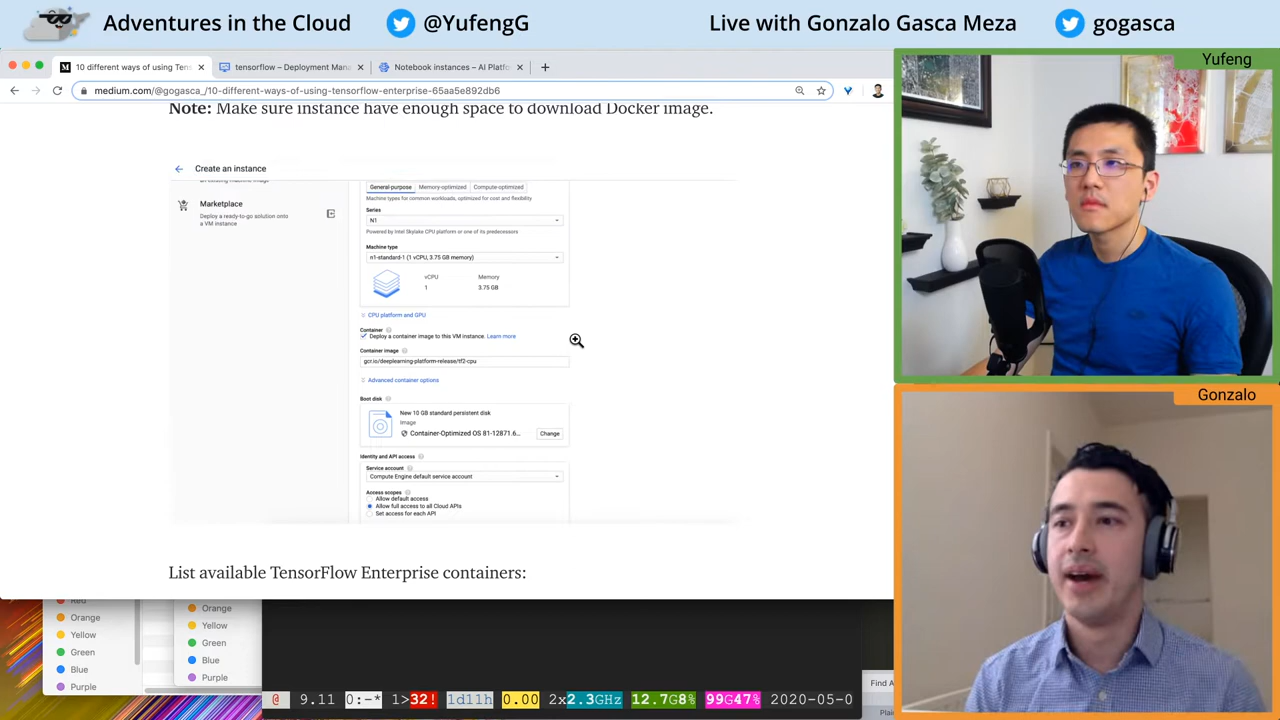 Adventures in the Cloud
@YufengG
Live with Gonzalo Gasca Meza
gogasca
10 different ways of using Tens
tensorflow – Deployment Man
Notebook instances – AI Platfo
medium.com/@gogasca_/10-different-ways-of-using-tensorflow-enterprise-65aa5e892db6
Note: Make sure instance have enough space to download Docker image.
Create an instance
Marketplace
Deploy a ready-to-go solution onto
a VM instance
General-purpose Memory-optimized Compute-optimized
Machine types for common workloads, optimized for cost and flexibility
Series
N1
Powered by Intel Skylake CPU platform or one of its predecessors
Machine type
n1-standard-1 (1 vCPU, 3.75 GB memory)
vCPU Memory
1 3.75 GB
CPU platform and GPU
Container
Deploy a container image to this VM instance. Learn more
Container image
gcr.io/deeplearning-platform-release/tf2-cpu
Advanced container options
Boot disk
New 10 GB standard persistent disk
Image
Container-Optimized OS 81-12871.6...
Change
Identity and API access
Service account
Compute Engine default service account
Access scopes
Allow default access
Allow full access to all Cloud APIs
Set access for each API
List available TensorFlow Enterprise containers:
Yufeng
Gonzalo
Red
Orange
Yellow
Green
Blue
Purple
Orange
Yellow
Green
Blue
Purple
Find A
Plain
@ 9.11 0:-* 1>32! 1d11h 0.00 2x2.3GHz 12.7G8% 99G47% 2020-05-0